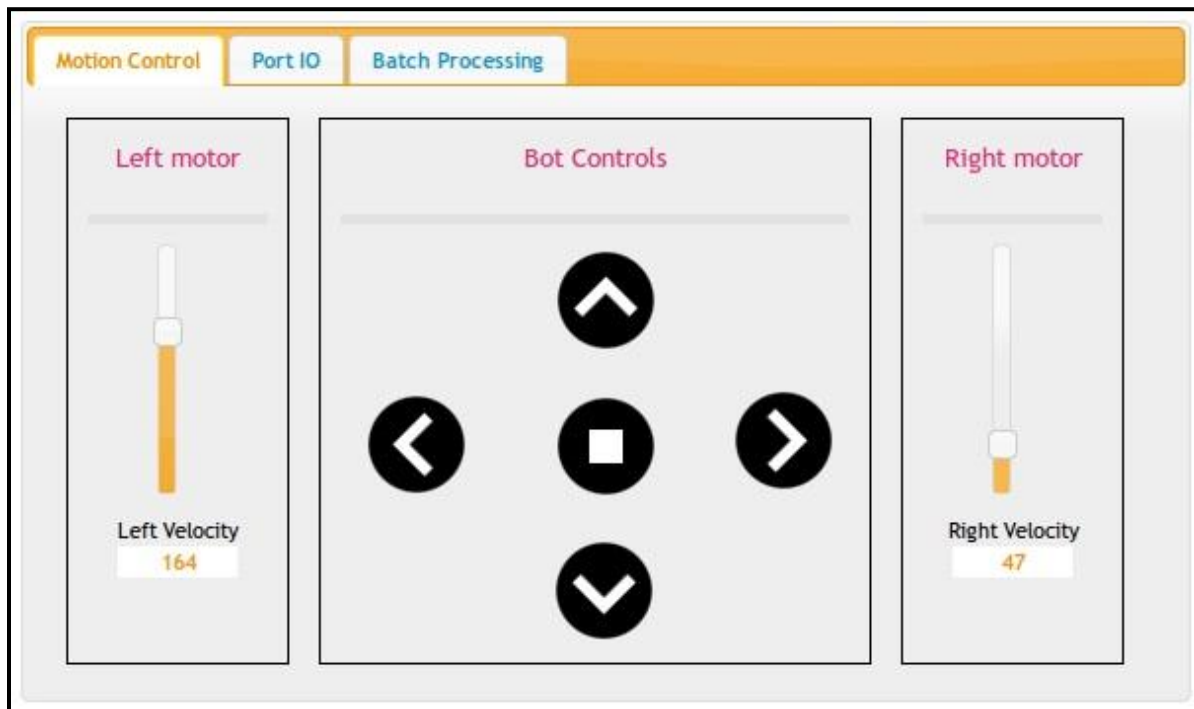 Motion Control
Port IO
Batch Processing
Left motor
Bot Controls
Right motor
Left Velocity
164
Right Velocity
47